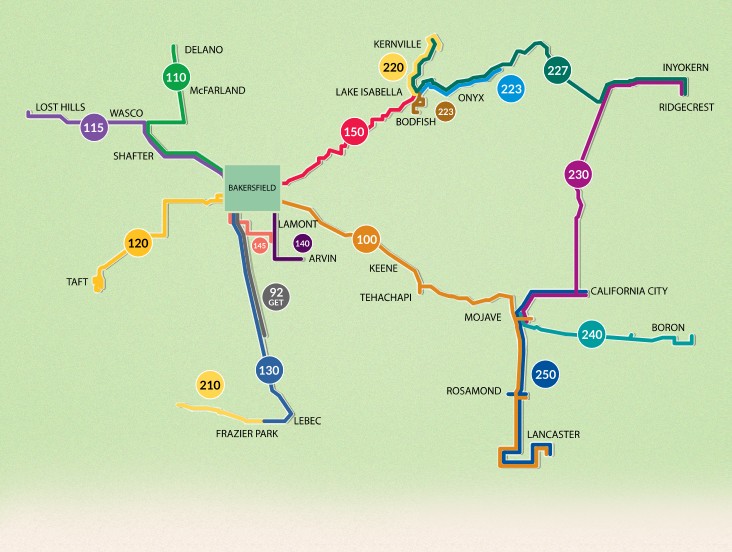 DELANO
KERNVILLE
220
227
INYOKERN
110
McFARLAND
LAKE ISABELLA
ONYX
223
RIDGECREST
LOST HILLS
WASCO
115
223
BODFISH
150
SHAFTER
230
BAKERSFIELD
LAMONT
145
140
100
120
ARVIN
KEENE
TAFT
TEHACHAPI
92
GET
CALIFORNIA CITY
MOJAVE
240
BORON
130
250
210
ROSAMOND
LEBEC
FRAZIER PARK
LANCASTER